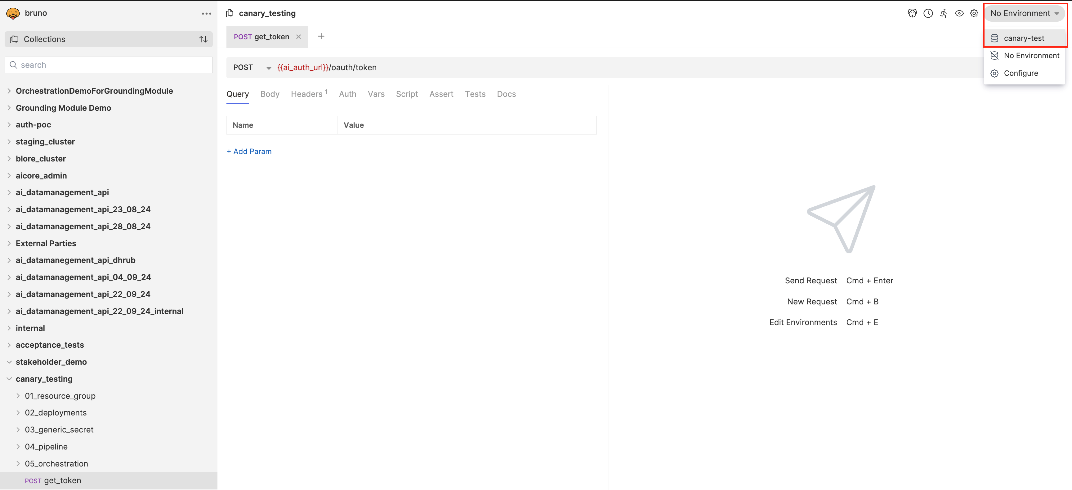 bruno
Collections
search
OrchestrationDemoForGroundingModule
Grounding Module Demo
auth-poc
staging_cluster
blore_cluster
aicore_admin
ai_datamanagement_api
ai_datamanagement_api_23_08_24
ai_datamanagement_api_28_08_24
External Parties
ai_datamanegement_api_dhrub
ai_datamanagement_api_04_09_24
ai_datamanagement_api_22_09_24
ai_datamanagement_api_22_09_24_internal
internal
acceptance_tests
stakeholder_demo
canary_testing
01_resource_group
02_deployments
03_generic_secret
04_pipeline
05_orchestration
POST get_token
canary_testing
No Environment
canary-test
No Environment
Configure
POST get_token
POST {{ai_auth_url}}/oauth/token
Query Body Headers 1 Auth Vars Script Assert Tests Docs
Name Value
+ Add Param
Send Request Cmd + Enter
New Request Cmd + B
Edit Environments Cmd + E